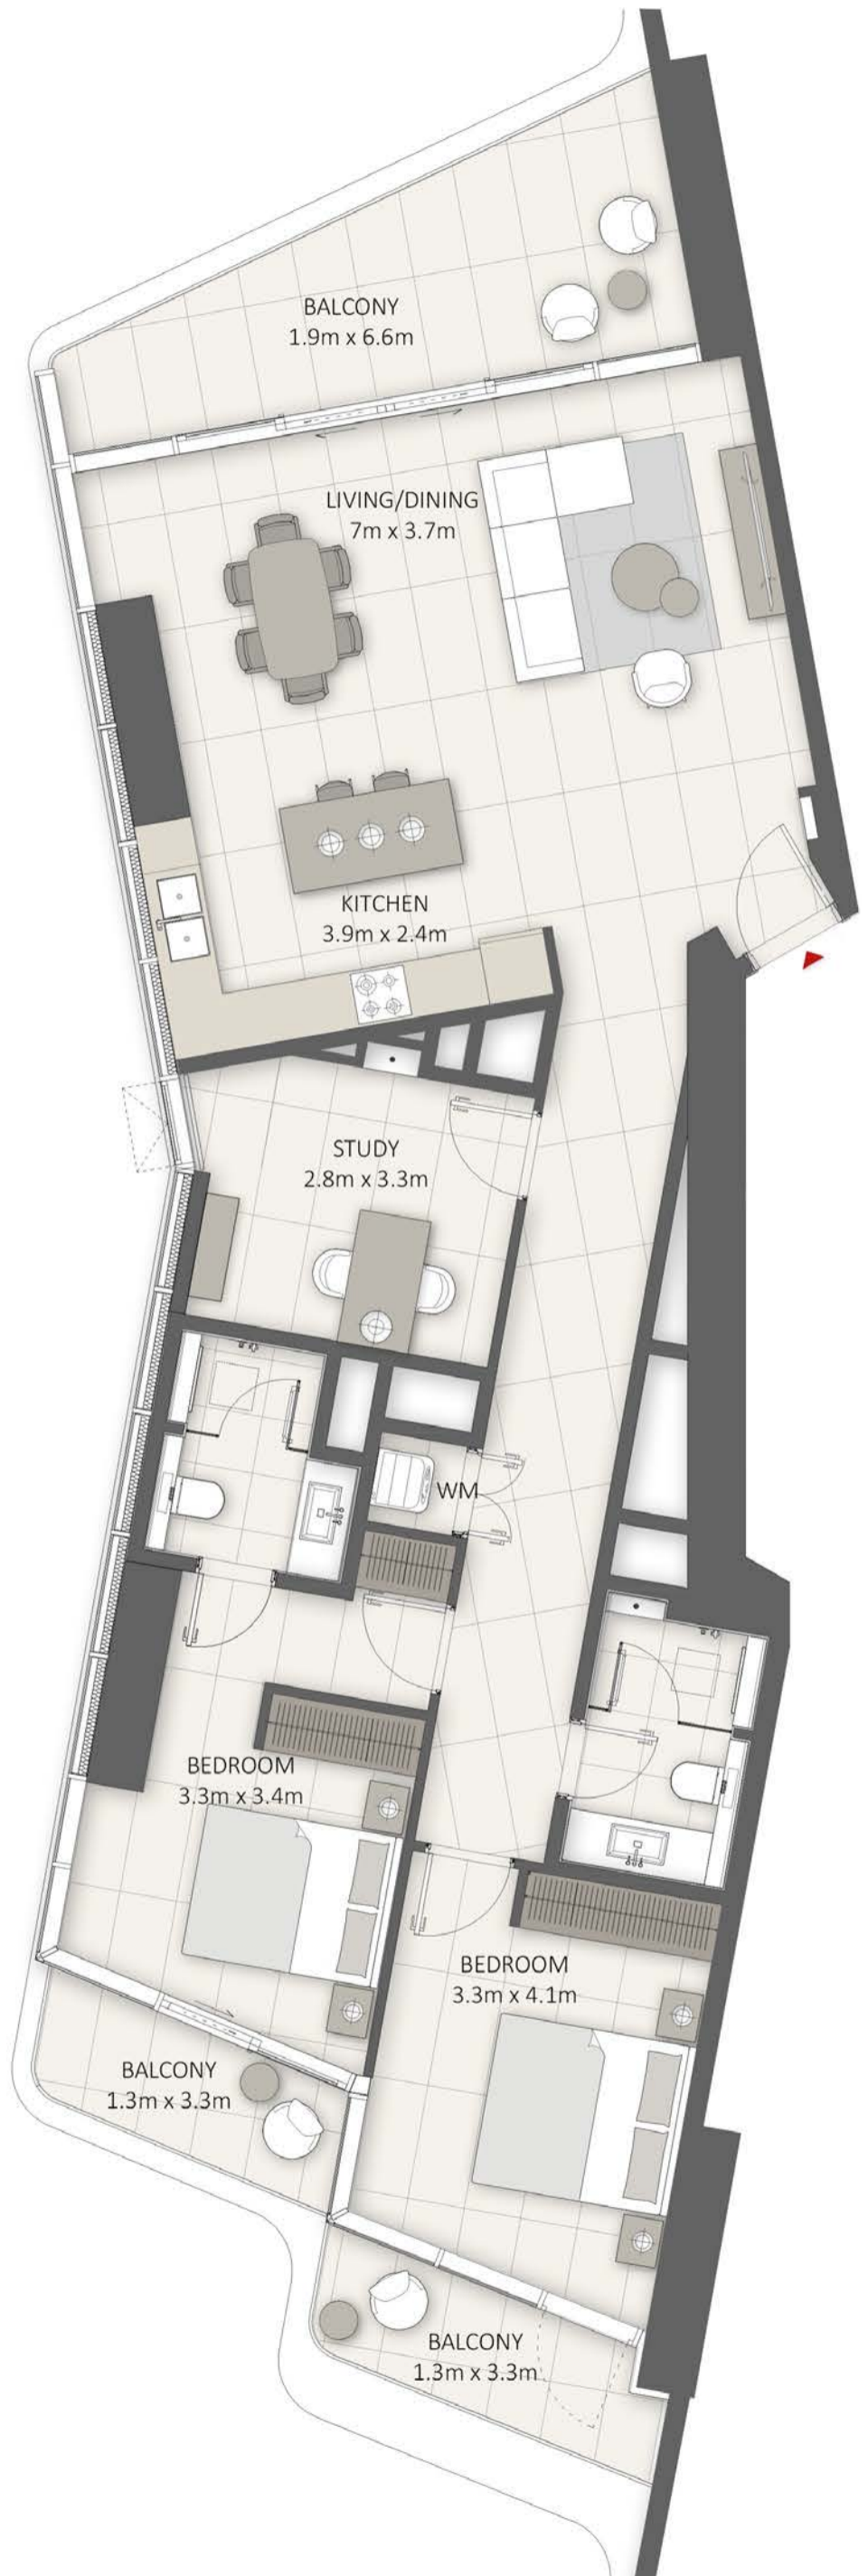 BALCONY
1.9m x 6.6m
LIVING/DINING
7m x 3.7m
KITCHEN
3.9m x 2.4m
STUDY
2.8m x 3.3m
WM
BEDROOM
3.3m x 3.4m
BEDROOM
3.3m x 4.1m
BALCONY
1.3m x 3.3m
BALCONY
1.3m x 3.3m